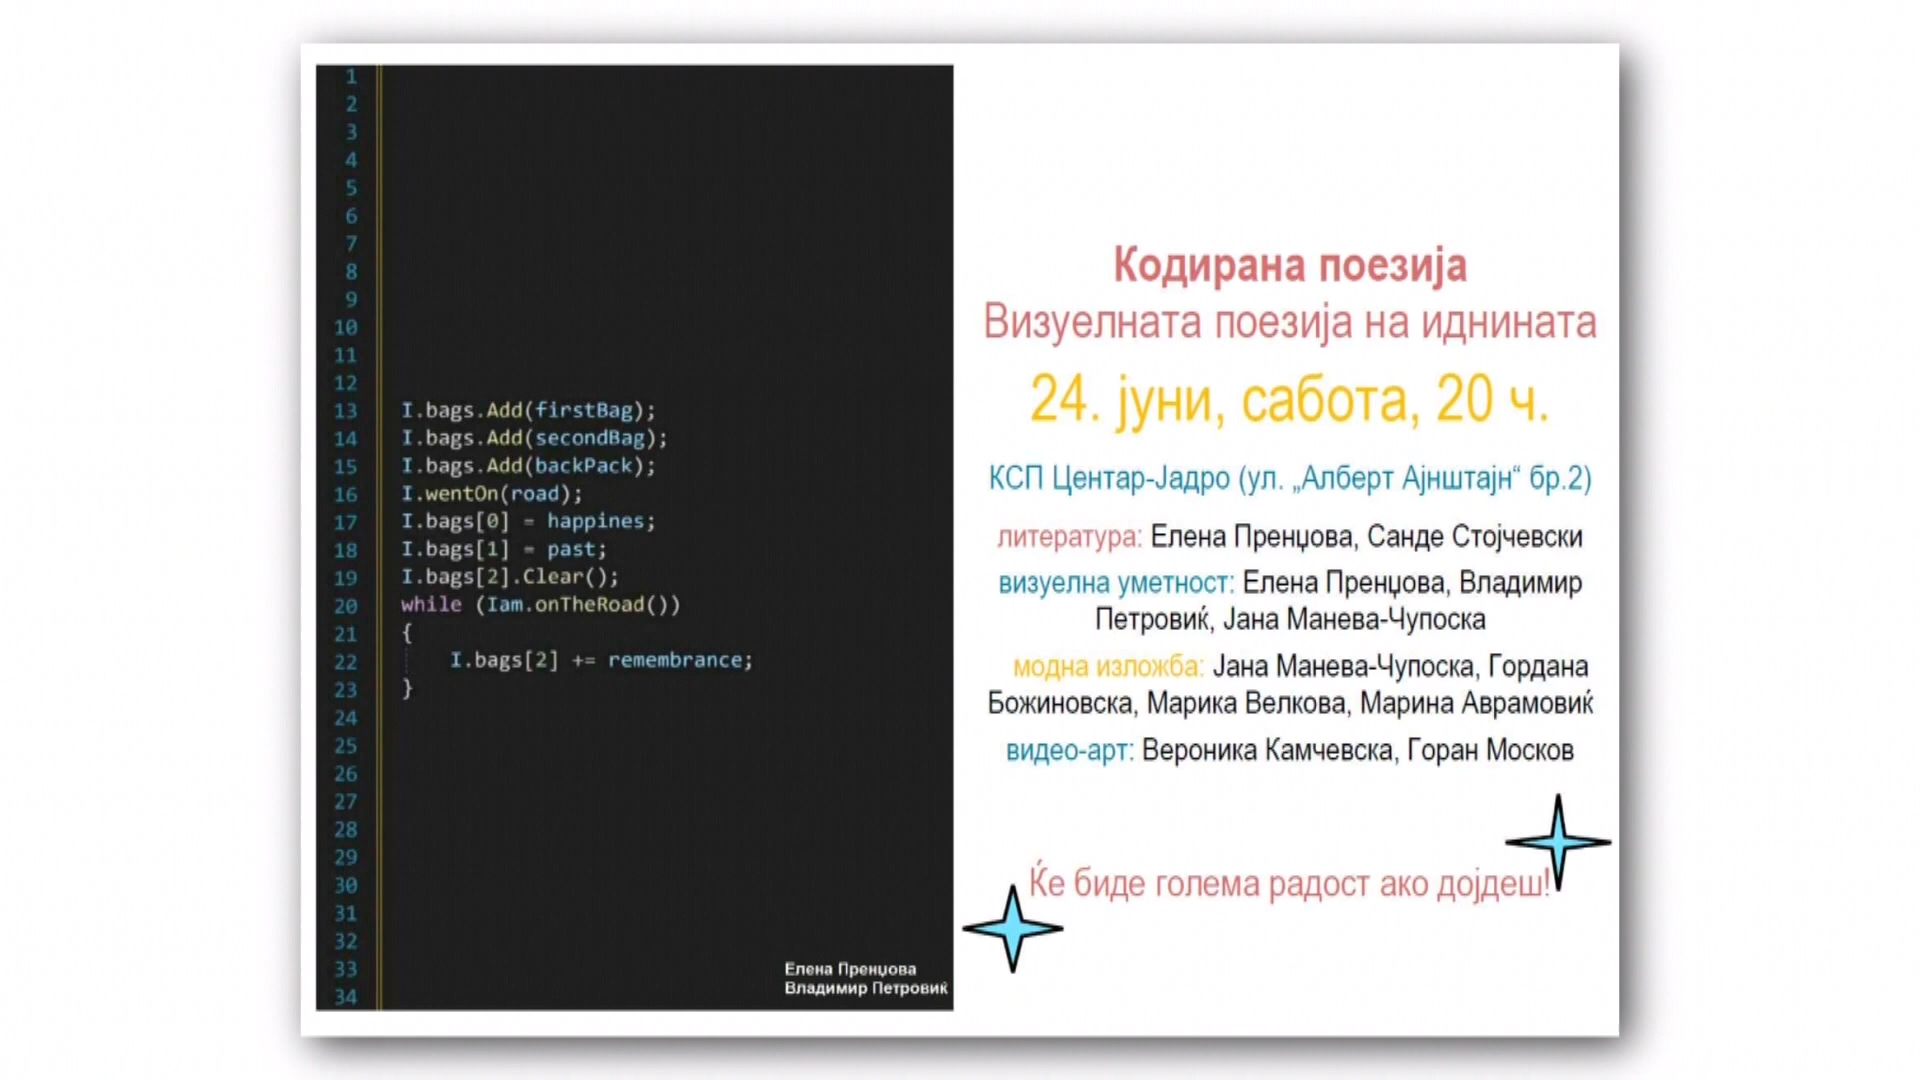 1
2
3
4
5
6
7
8
9
10
11
12
13 I.bags.Add(firstBag);
14 I.bags.Add(secondBag);
15 I.bags.Add(backPack);
16 I.wentOn(road);
17 I.bags[0] = happines;
18 I.bags[1] = past;
19 I.bags[2].Clear();
20 while (Iam.onTheRoad())
21 {
22 I.bags[2] += remembrance;
23 }
24
25
26
27
28
29
30
31
32
33
34
Елена Пренџова
Владимир Петровиќ
Кодирана поезија
Визуелната поезија на иднината
24. јуни, сабота, 20 ч.
КСП Центар-Јадро (ул. „Алберт Ајнштајн“ бр.2)
литература: Елена Пренџова, Санде Стојчевски
визуелна уметност: Елена Пренџова, Владимир
Петровиќ, Јана Манева-Чупоска
модна изложба: Јана Манева-Чупоска, Гордана
Божиновска, Марика Велкова, Марина Аврамовиќ
видео-арт: Вероника Камчевска, Горан Москов
Ќе биде голема радост ако дојдеш!